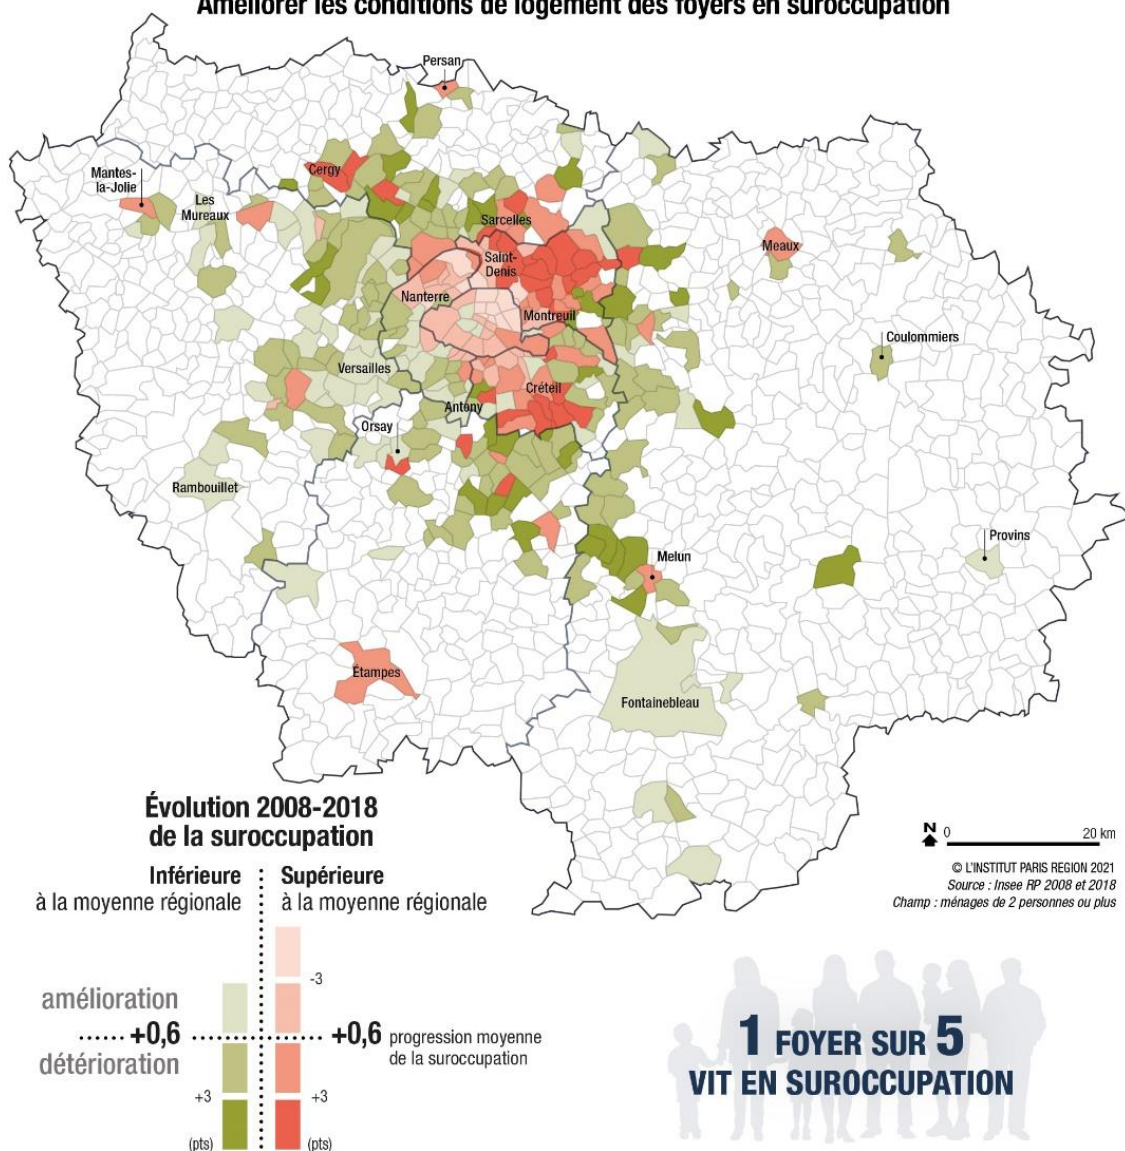 Améliorer les conditions de logement des foyers en suroccupation
Persan
Cergy
Mantes-
la-Jolie
Les
Mureaux
Sarcelles
Saint-
Denis
Meaux
Nanterre
Montreuil
Coulommiers
Versailles
Créteil
Antony
Orsay
Rambouillet
Provins
Melun
Étampes
Fontainebleau
N 0 20 km
© L'INSTITUT PARIS REGION 2021
Source : Insee RP 2008 et 2018
Champ : ménages de 2 personnes ou plus
Évolution 2008-2018
de la suroccupation
Inférieure
à la moyenne régionale
Supérieure
à la moyenne régionale
-3
amélioration
+0,6
détérioration
+0,6 progression moyenne
de la suroccupation
+3 +3
(pts) (pts)
1 FOYER SUR 5
VIT EN SUROCCUPATION